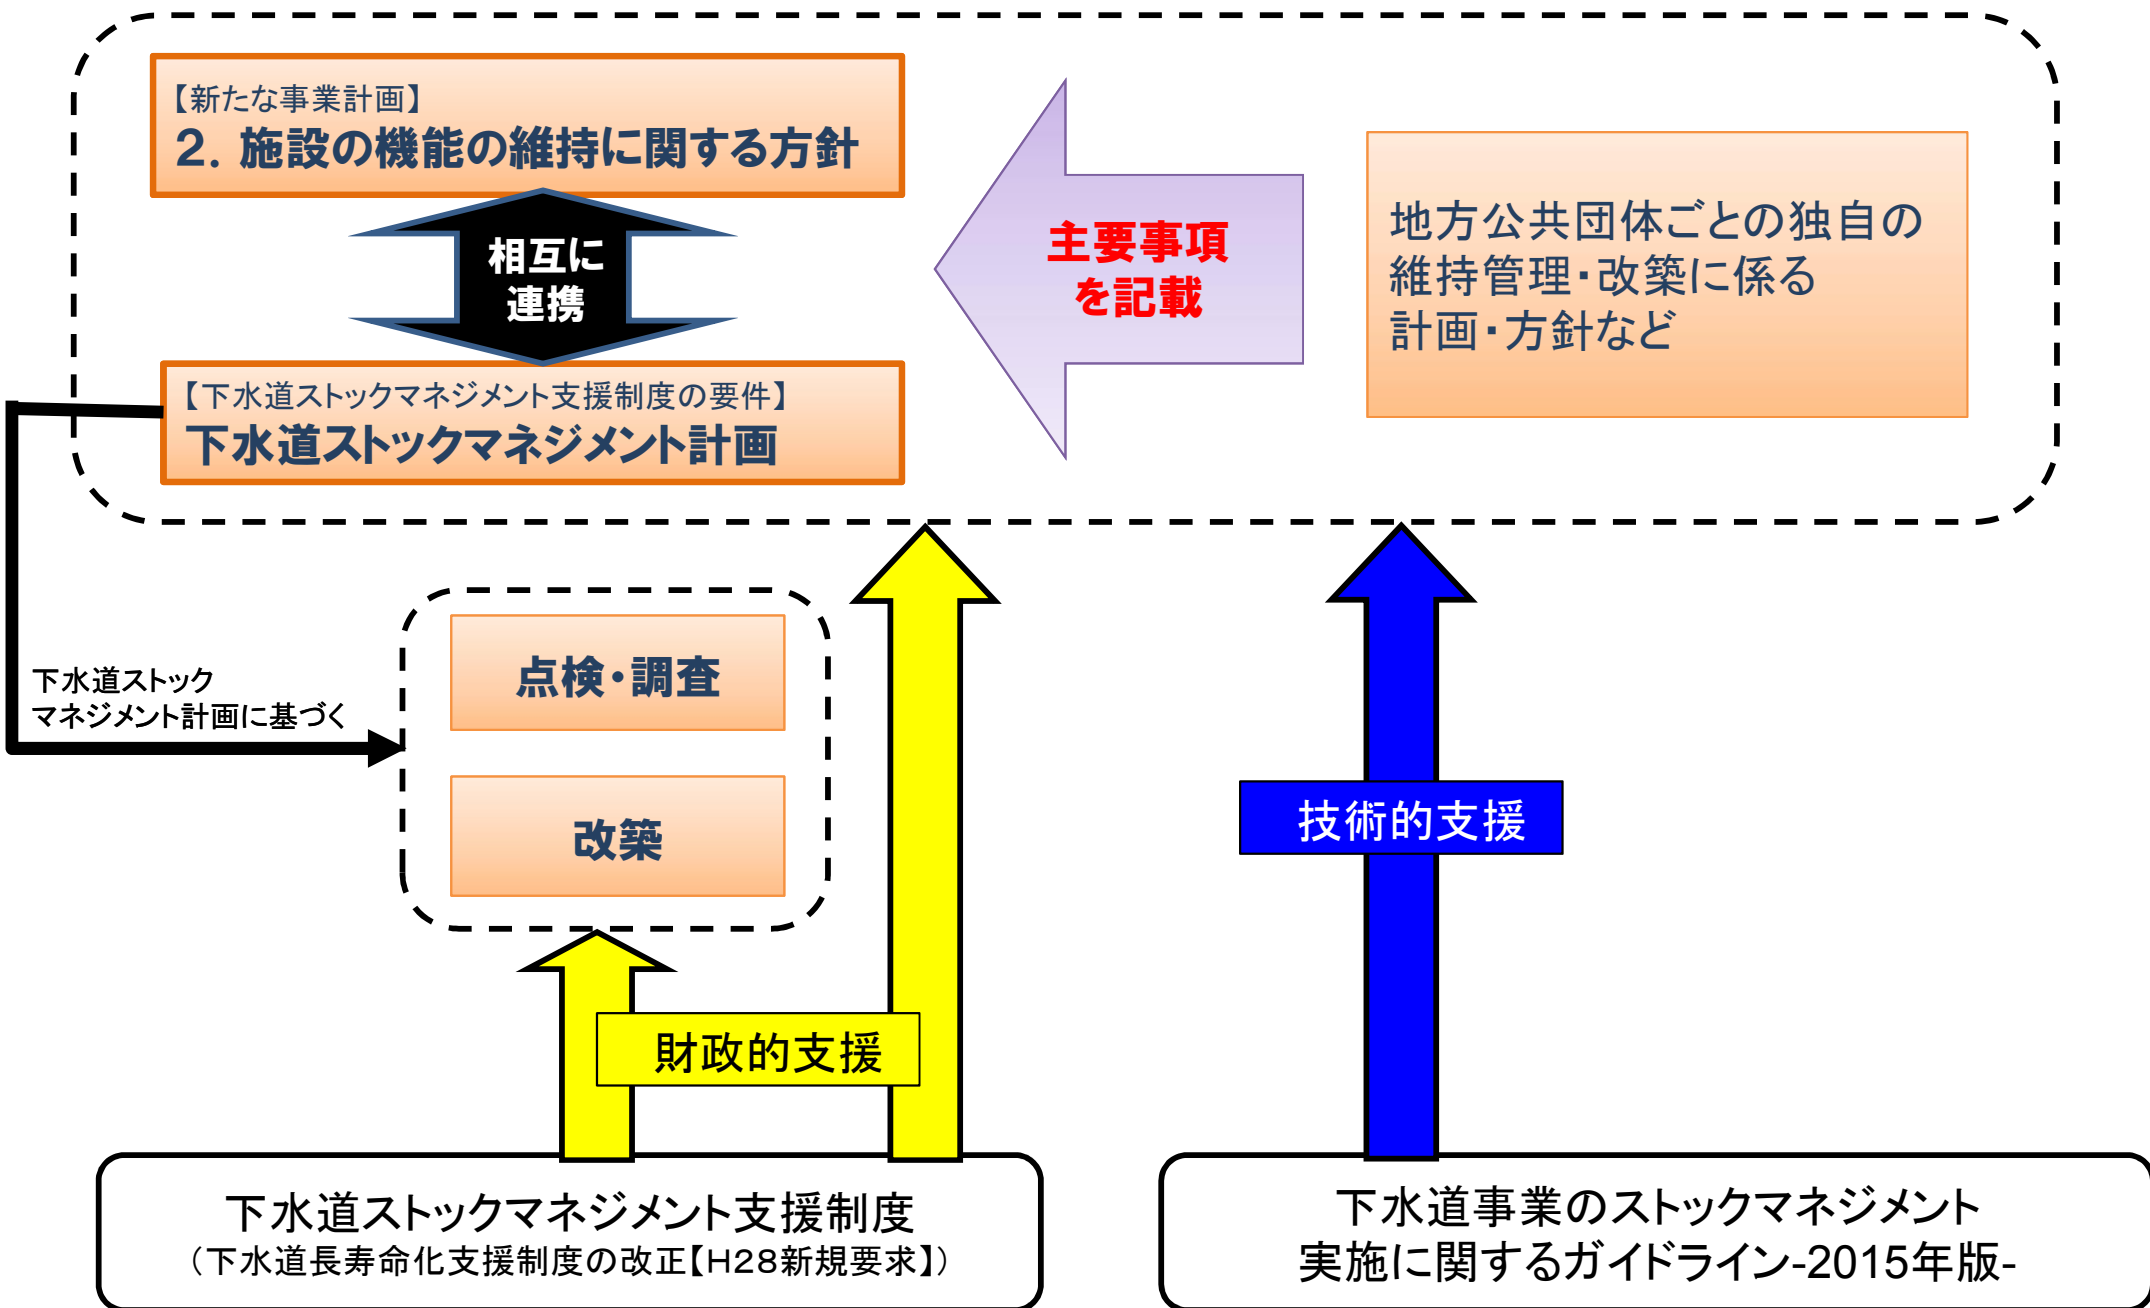 【新たな事業計画】
２．施設の機能の維持に関する方針
相互に
連携
【下水道ストックマネジメント支援制度の要件】
下水道ストックマネジメント計画
主要事項
を記載
地方公共団体ごとの独自の
維持管理・改築に係る
計画・方針など
下水道ストック
マネジメント計画に基づく
点検・調査
改築
財政的支援
技術的支援
下水道ストックマネジメント支援制度
（下水道長寿命化支援制度の改正【Ｈ２８新規要求】）
下水道事業のストックマネジメント
実施に関するガイドライン-2015年版-